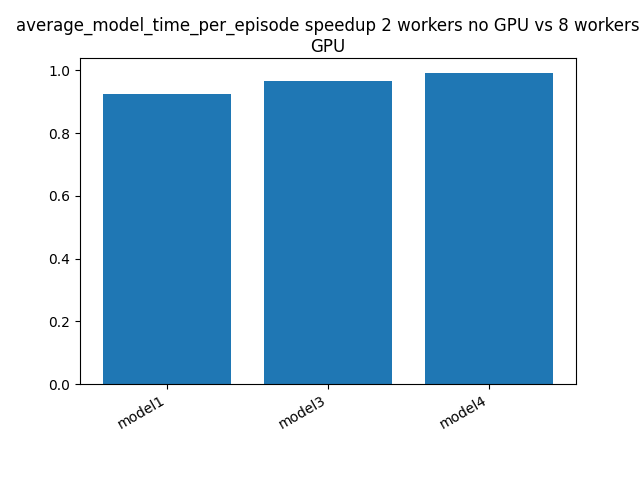 average_model_time_per_episode speedup 2 workers no GPU vs 8 workers
GPU
1.0
0.8
0.6
0.4
0.2
0.0
model1
model3
model4